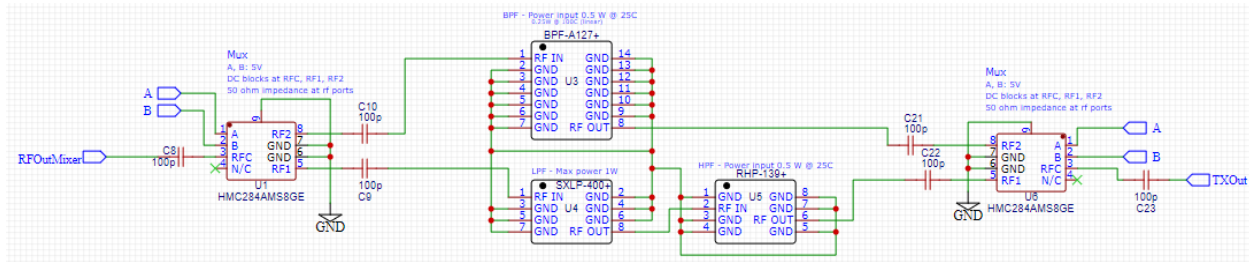 BPF - Power input 0.5 W @ 25C
0.25W @ 100C (linear)
BPF-A127+
1 RF IN GND 14
2 GND GND 13
3 GND U3 GND 12
4 GND GND 11
5 GND GND 10
6 GND GND 9
7 GND RF OUT 8
Mux
A, B: 5V
DC blocks at RFC, RF1, RF2
50 ohm impedance at rf ports
A
B
RFOutMixer
C8
100p
9
1 A RF2 8
2 B GND 7
3 RFC GND 6
4 N/C RF1 5
U1
HMC284AMS8GE
GND
C10
100p
100p
C9
LPF - Max power 1W
SXLP-400+
1 RF IN GND 2
3 GND U4 GND 4
5 GND GND 6
7 GND RF OUT 8
HPF - Power input 0.5 W @ 25C
RHP-139+
1 GND U5 GND 8
2 RF IN GND 7
3 GND RF OUT 6
4 GND GND 5
C21
100p
C22
100p
Mux
A, B: 5V
DC blocks at RFC, RF1, RF2
50 ohm impedance at rf ports
9
8 RF2 A 1
7 GND B 2
6 GND RFC 3
5 RF1 N/C 4
U6
HMC284AMS8GE
GND
A
B
TXOut
100p
C23